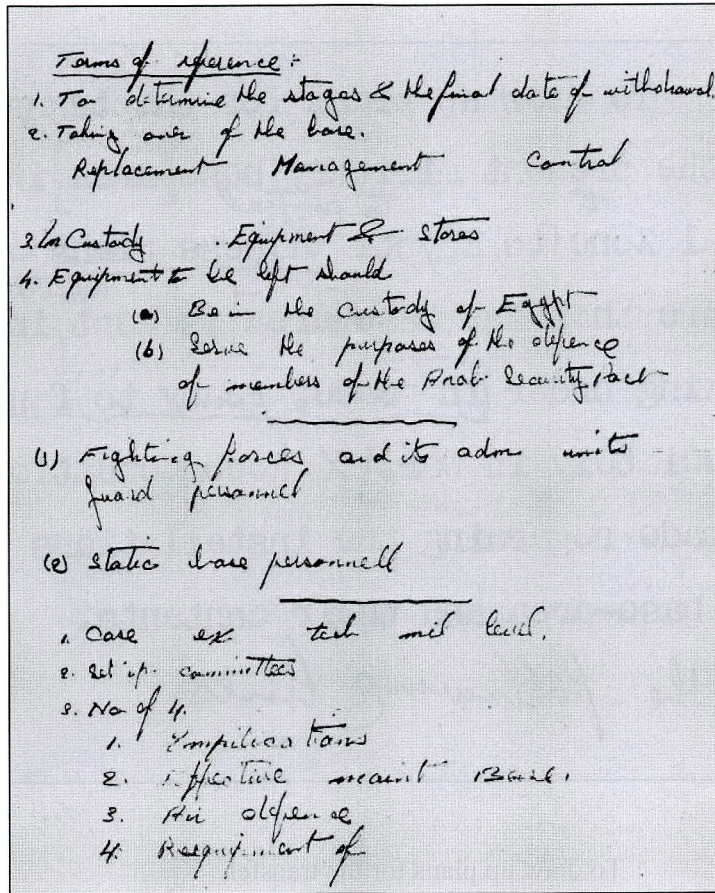 Terms of reference :-
1. To determine the stages & the final date of withdrawal.
2. Taking over of the base.
Replacement Management Control
3. In Custody . Equipment & Stores
4. Equipment to be left should
(a) Be in the Custody of Egypt
(b) Serve the purposes of the defence
of members of the Arab Security Pact
(1) Fighting forces and its adm units
guard personnel
(2) Static base personnell
1. Case ex tech mil level.
2. Set up committees
3. No of 4.
1. Implications
2. Effective maint Base.
3. Air defence
4. Reequipment of